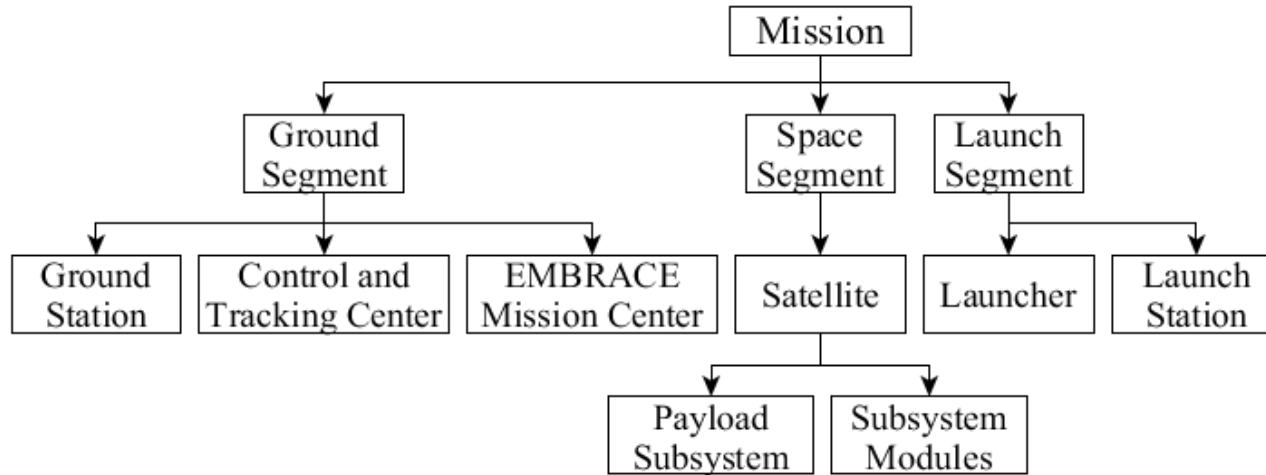 Mission
Ground
Segment
Space
Segment
Launch
Segment
Ground
Station
Control and
Tracking Center
EMBRACE
Mission Center
Satellite
Launcher
Launch
Station
Payload
Subsystem
Subsystem
Modules